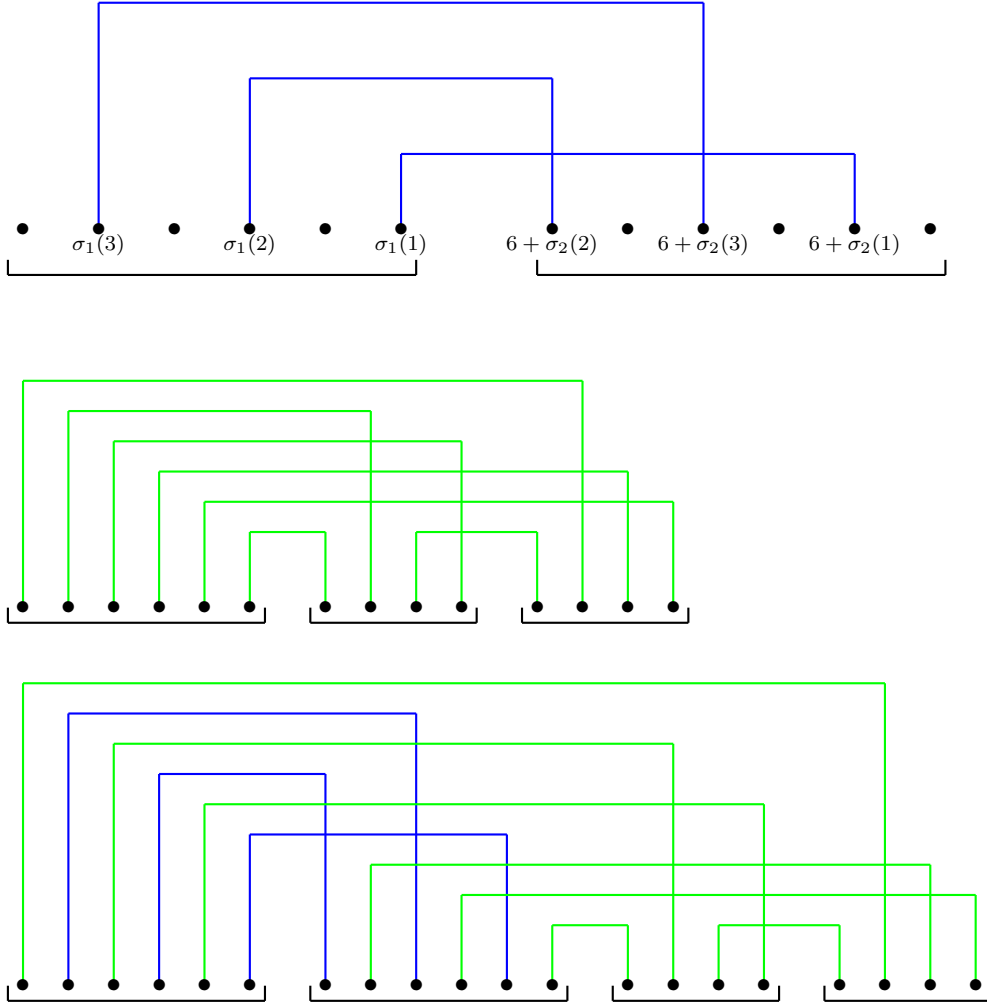 σ₁(3) σ₁(2) σ₁(1) 6 + σ₂(2) 6 + σ₂(3) 6 + σ₂(1)